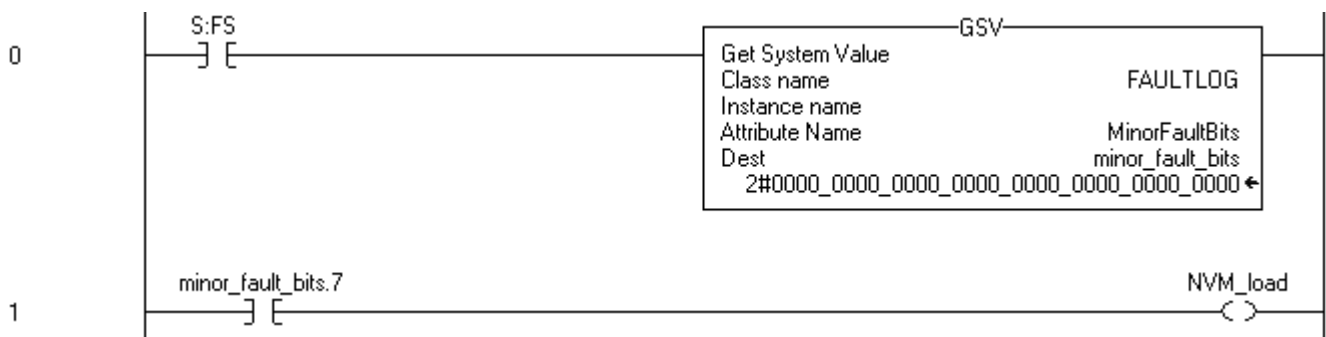 S:FS
0
GSV
Get System Value
Class name FAULTLOG
Instance name
Attribute Name MinorFaultBits
Dest minor_fault_bits
2#0000_0000_0000_0000_0000_0000_0000_0000
minor_fault_bits.7 NVM_load
1